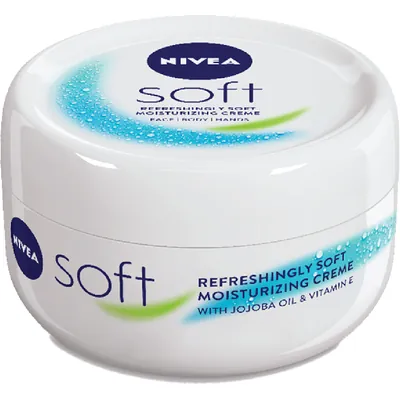 NIVEA
soft
REFRESHINGLY SOFT
MOISTURIZING CREME
FACE | BODY | HANDS
NIVEA
soft
REFRESHINGLY SOFT
MOISTURIZING CREME
WITH JOJOBA OIL & VITAMIN E